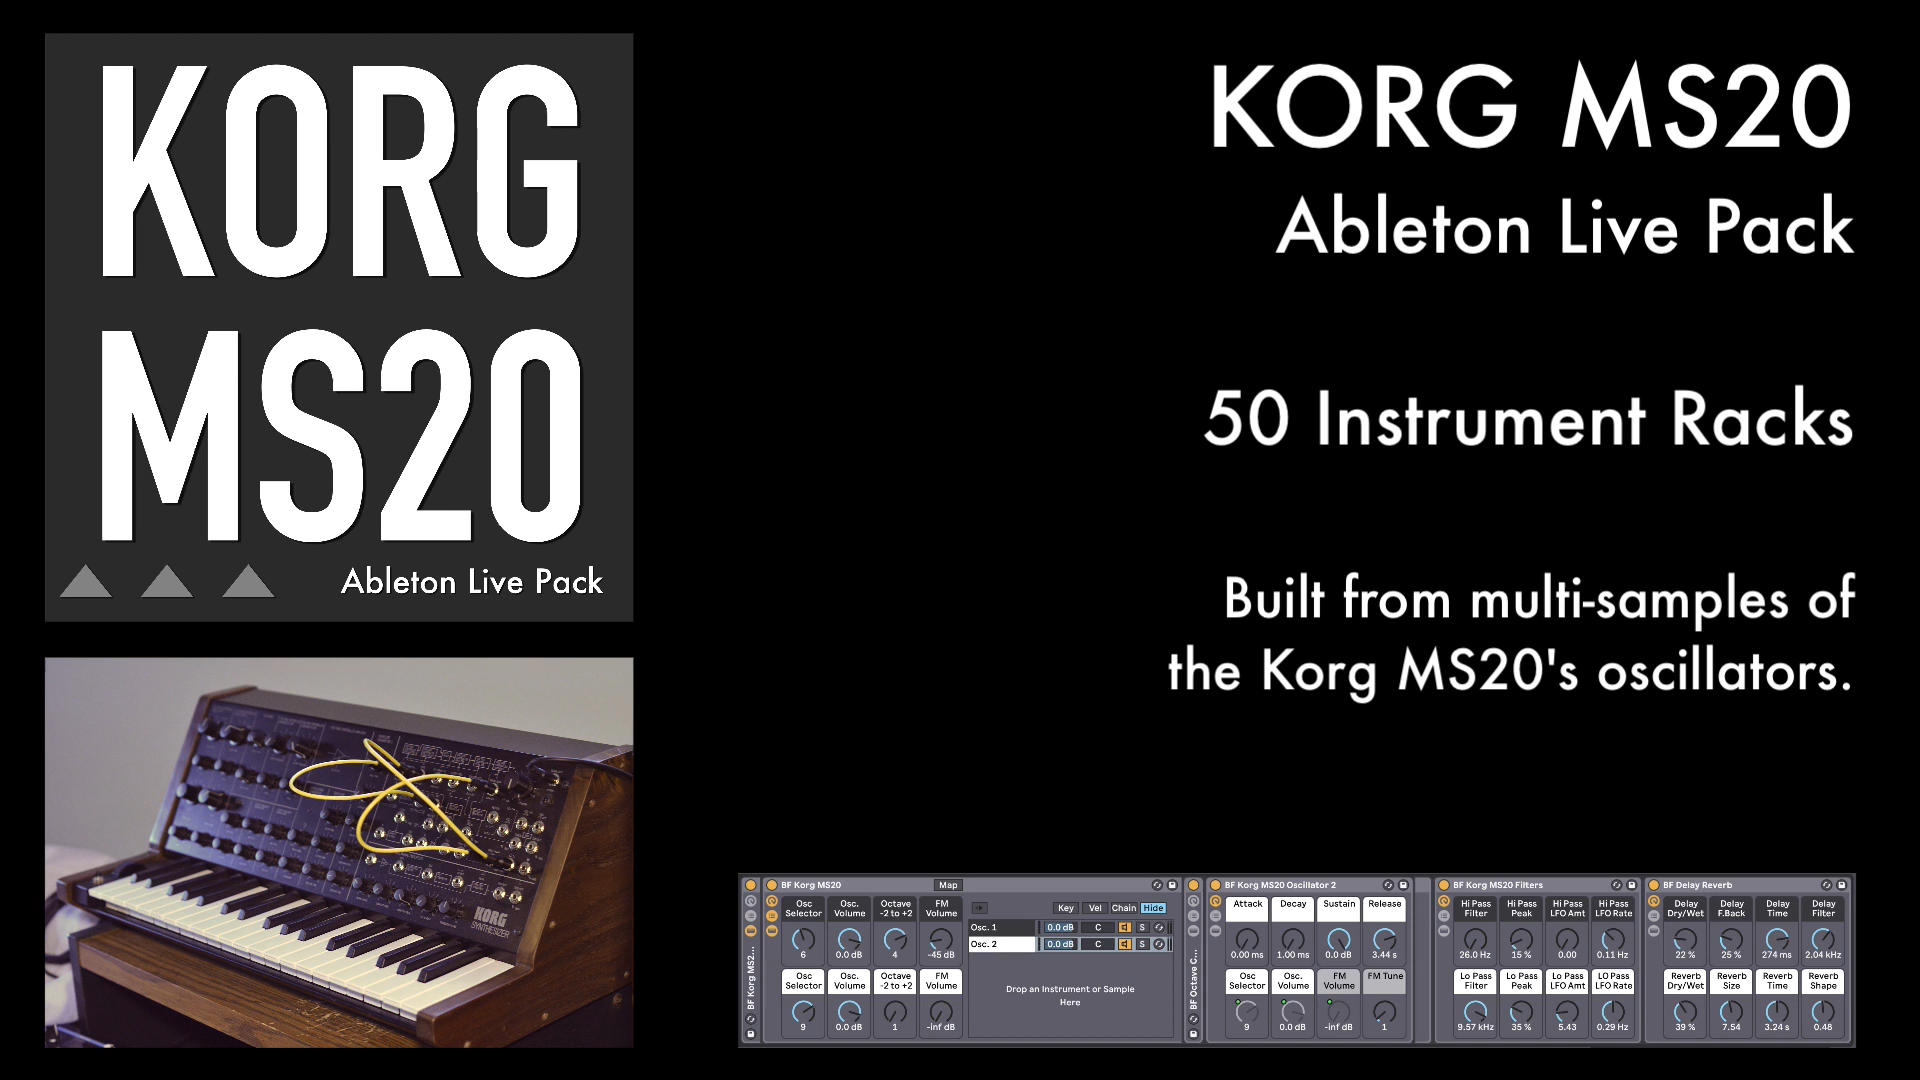 KORG
MS20
Ableton Live Pack
KORG MS20
Ableton Live Pack
50 Instrument Racks
Built from multi-samples of
the Korg MS20's oscillators.
KORG
SYNTHESIZER
BF Korg MS2...
BF Korg MS20
Map
Osc Selector
Osc. Volume
Octave -2 to +2
FM Volume
6
0.0 dB
4
-45 dB
Osc Selector
Osc. Volume
Octave -2 to +2
FM Volume
9
0.0 dB
1
-inf dB
Key Vel Chain Hide
Osc. 1 0.0 dB C S
Osc. 2 0.0 dB C S
Drop an Instrument or Sample
Here
BF Octave C...
BF Korg MS20 Oscillator 2
Attack
Decay
Sustain
Release
0.00 ms
1.00 ms
0.0 dB
3.44 s
Osc Selector
Osc. Volume
FM Volume
FM Tune
9
0.0 dB
-inf dB
1
BF Korg MS20 Filters
Hi Pass Filter
Hi Pass Peak
Hi Pass LFO Amt
Hi Pass LFO Rate
26.0 Hz
15 %
0.00
0.11 Hz
Lo Pass Filter
Lo Pass Peak
Lo Pass LFO Amt
LO Pass LFO Rate
9.57 kHz
35 %
5.43
0.29 Hz
BF Delay Reverb
Delay Dry/Wet
Delay F.Back
Delay Time
Delay Filter
22 %
25 %
274 ms
2.04 kHz
Reverb Dry/Wet
Reverb Size
Reverb Time
Reverb Shape
39 %
7.54
3.24 s
0.48